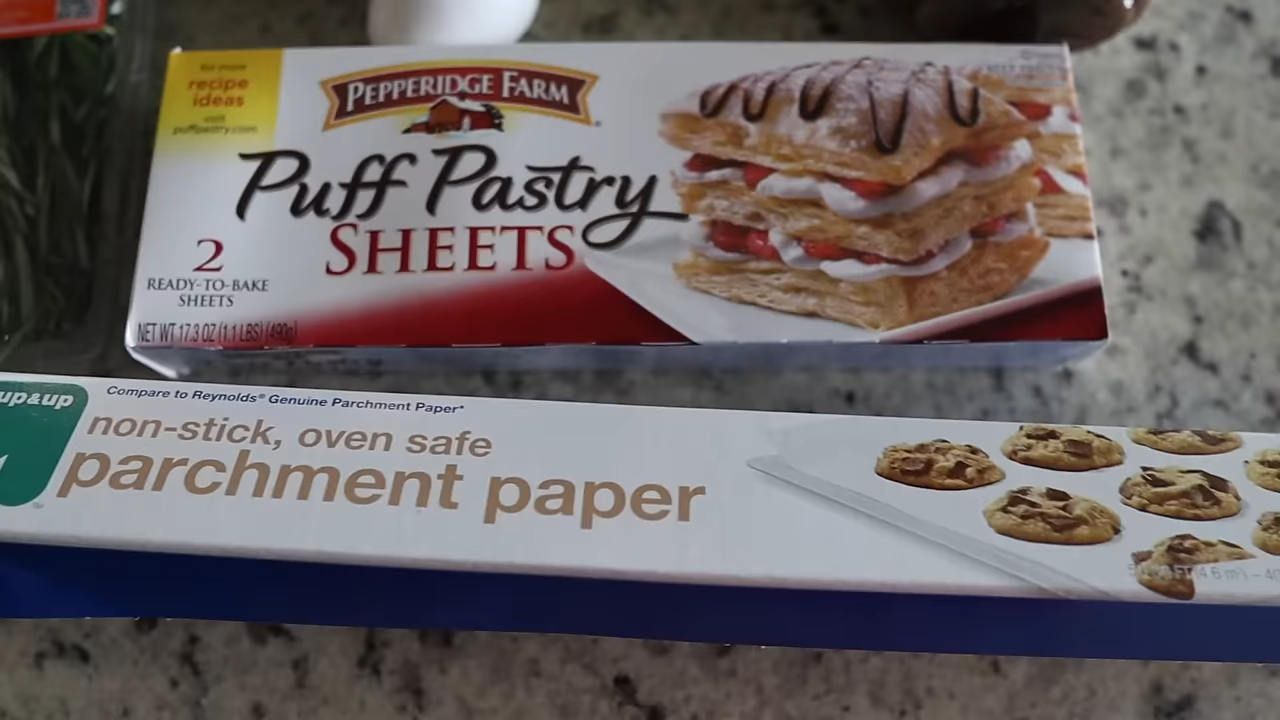 for more
recipe
ideas
visit
puffpastry.com
PEPPERIDGE FARM
Puff Pastry
SHEETS
2
READY-TO-BAKE
SHEETS
NET WT 17.3 OZ (1.1 LBS) (490g)
up&up
Compare to Reynolds® Genuine Parchment Paper*
non-stick, oven safe
parchment paper